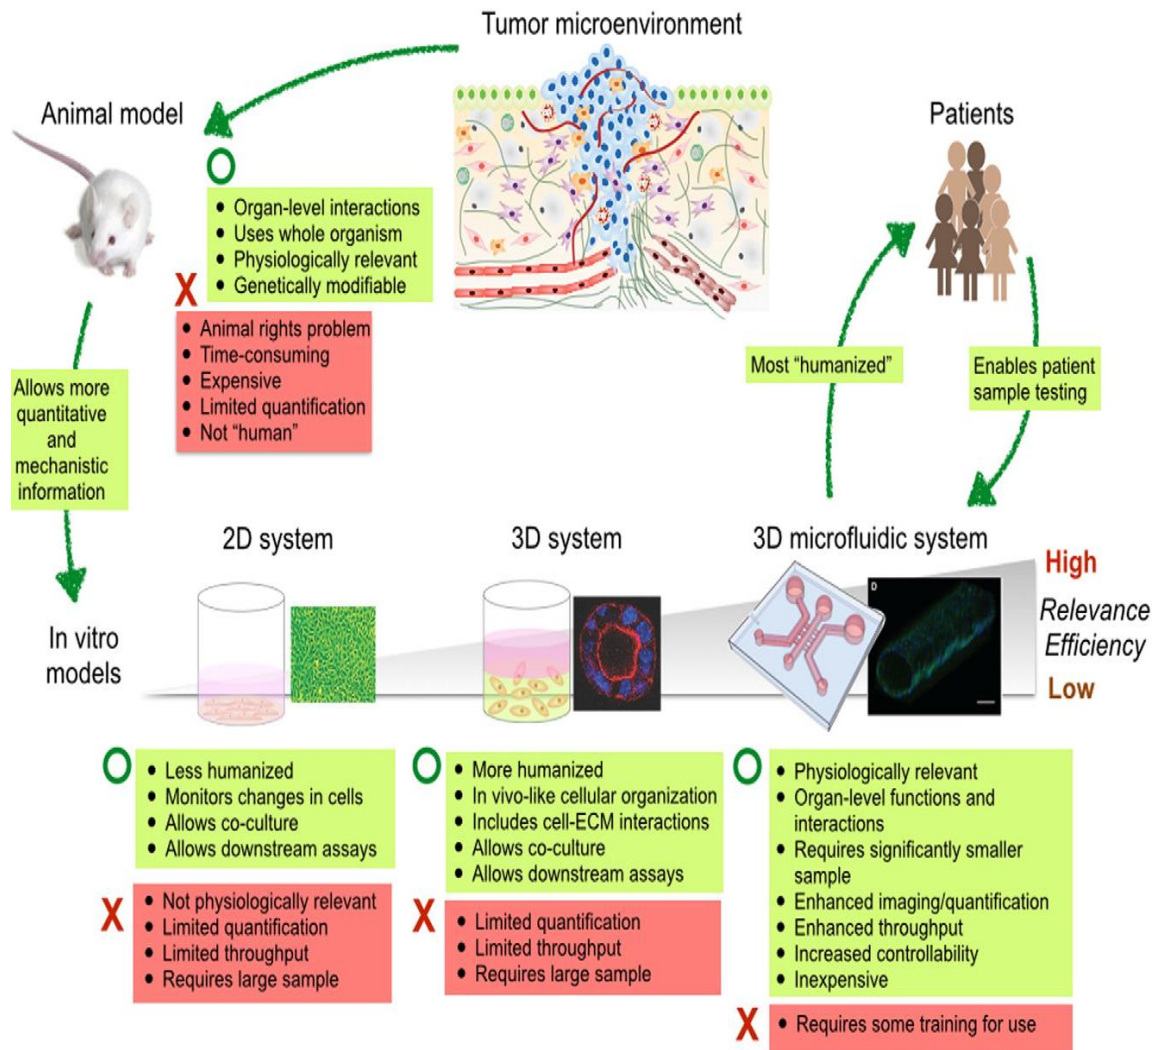 Tumor microenvironment
Animal model
Patients
O
• Organ-level interactions
• Uses whole organism
• Physiologically relevant
• Genetically modifiable
X
• Animal rights problem
• Time-consuming
• Expensive
• Limited quantification
• Not “human”
Allows more
quantitative
and
mechanistic
information
Most “humanized”
Enables patient
sample testing
2D system
3D system
3D microfluidic system
In vitro
models
D
High
Relevance
Efficiency
Low
O
• Less humanized
• Monitors changes in cells
• Allows co-culture
• Allows downstream assays
X
• Not physiologically relevant
• Limited quantification
• Limited throughput
• Requires large sample
O
• More humanized
• In vivo-like cellular organization
• Includes cell-ECM interactions
• Allows co-culture
• Allows downstream assays
X
• Limited quantification
• Limited throughput
• Requires large sample
O
• Physiologically relevant
• Organ-level functions and
interactions
• Requires significantly smaller
sample
• Enhanced imaging/quantification
• Enhanced throughput
• Increased controllability
• Inexpensive
X
• Requires some training for use